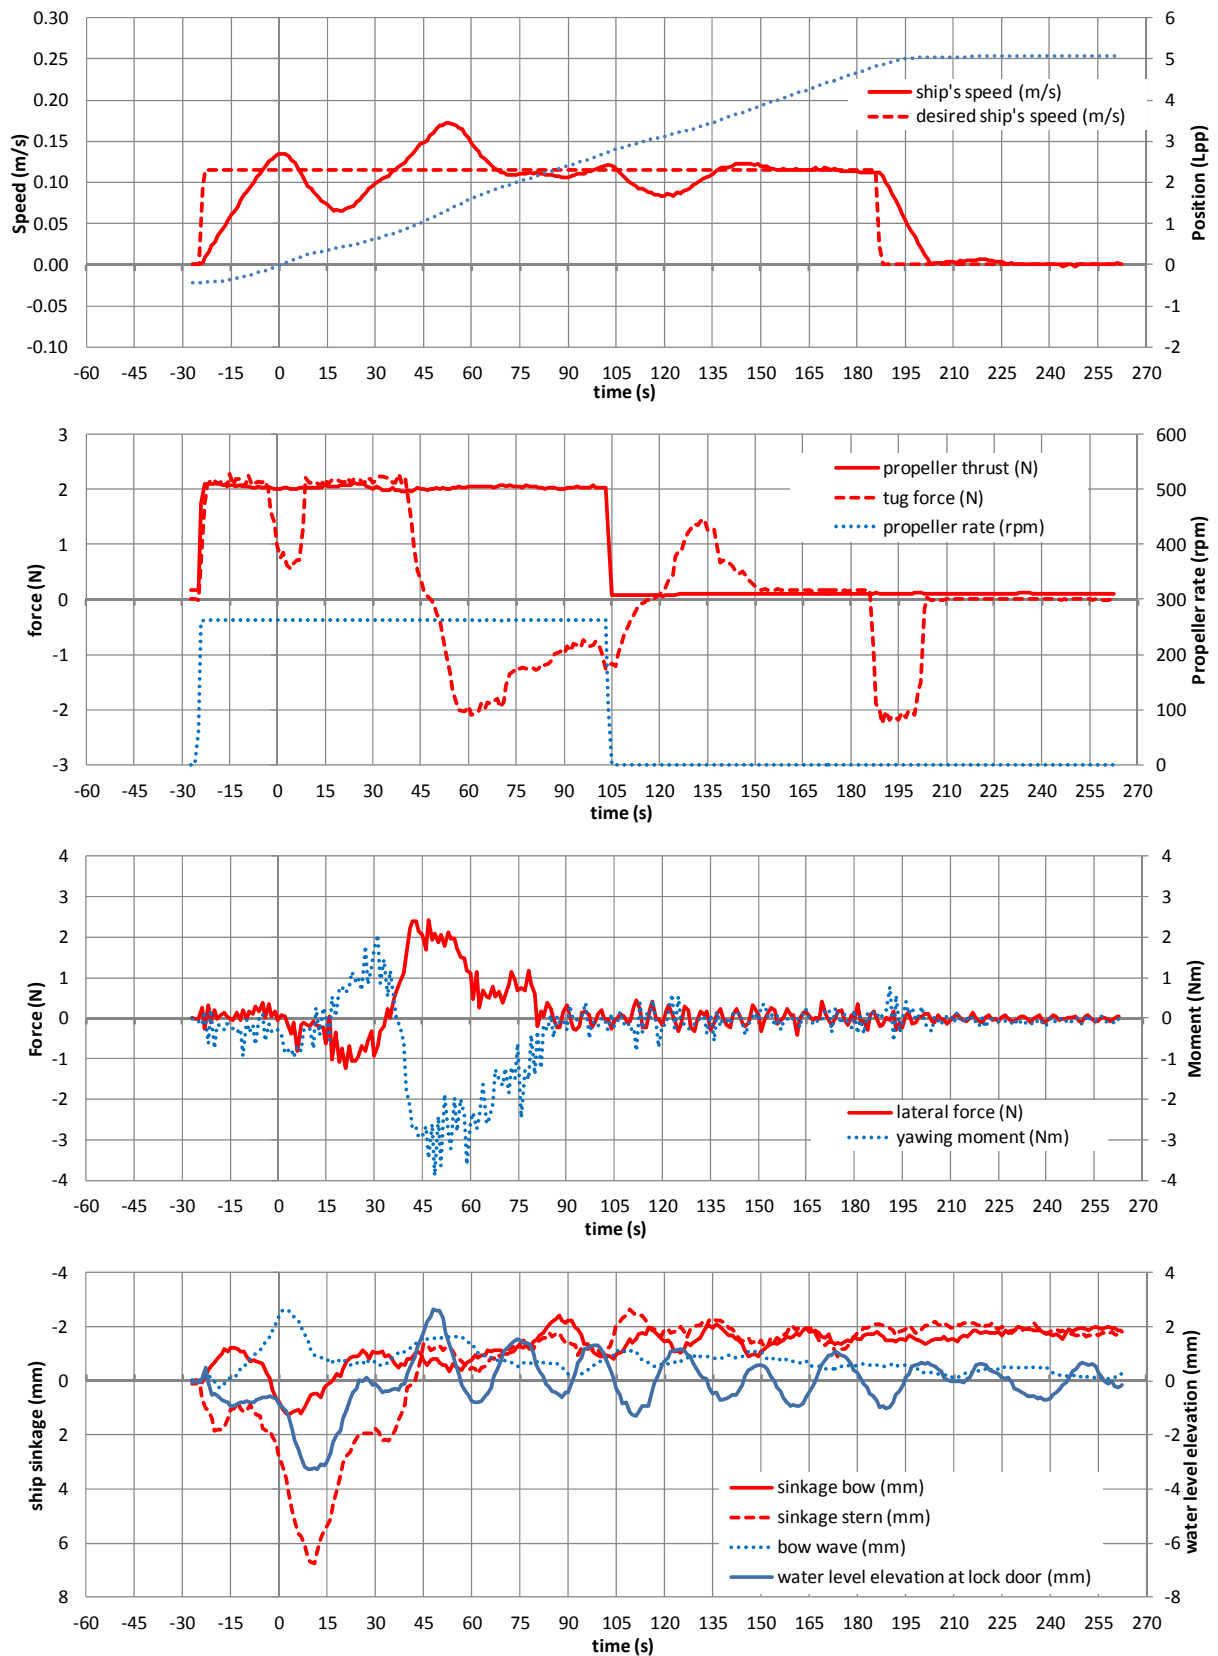 0.30
0.25
0.20
0.15
0.10
0.05
0.00
-0.05
-0.10
Speed (m/s)
6
5
4
3
2
1
0
-1
-2
Position (Lpp)
ship's speed (m/s)
desired ship's speed (m/s)
-60 -45 -30 -15 0 15 30 45 60 75 90 105 120 135 150 165 180 195 210 225 240 255 270
time (s)
3
2
1
0
-1
-2
-3
force (N)
600
500
400
300
200
100
0
Propeller rate (rpm)
propeller thrust (N)
tug force (N)
propeller rate (rpm)
-60 -45 -30 -15 0 15 30 45 60 75 90 105 120 135 150 165 180 195 210 225 240 255 270
time (s)
4
3
2
1
0
-1
-2
-3
-4
Force (N)
4
3
2
1
0
-1
-2
-3
-4
Moment (Nm)
lateral force (N)
yawing moment (Nm)
-60 -45 -30 -15 0 15 30 45 60 75 90 105 120 135 150 165 180 195 210 225 240 255 270
time (s)
-4
-2
0
2
4
6
8
ship sinkage (mm)
4
2
0
-2
-4
-6
-8
water level elevation (mm)
sinkage bow (mm)
sinkage stern (mm)
bow wave (mm)
water level elevation at lock door (mm)
-60 -45 -30 -15 0 15 30 45 60 75 90 105 120 135 150 165 180 195 210 225 240 255 270
time (s)